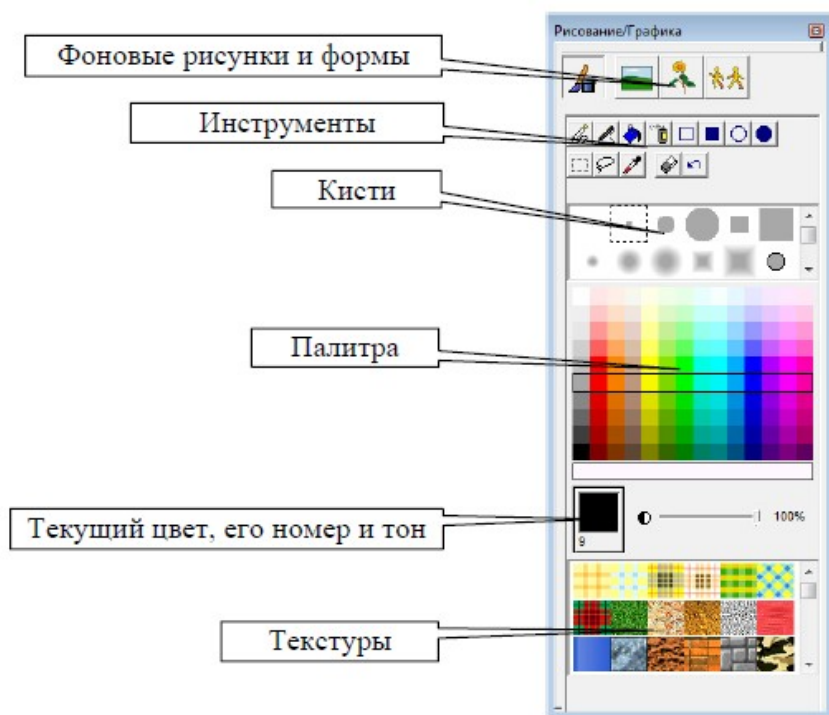 Рисование/Графика
Фоновые рисунки и формы
Инструменты
Кисти
Палитра
Текущий цвет, его номер и тон
100%
9
Текстуры